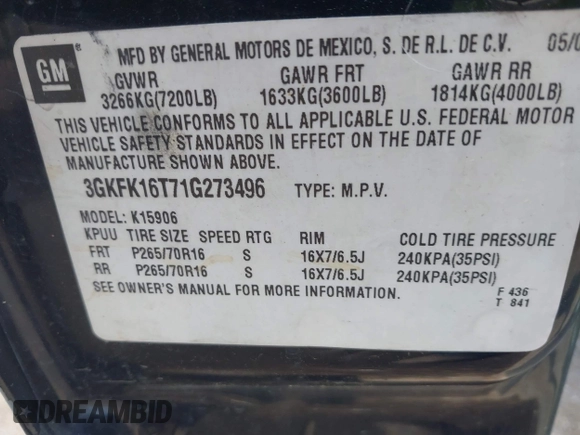 GM
MFD BY GENERAL MOTORS DE MEXICO, S. DE R.L. DE C.V. 05/0
GVWR GAWR FRT GAWR RR
3266KG(7200LB) 1633KG(3600LB) 1814KG(4000LB)
THIS VEHICLE CONFORMS TO ALL APPLICABLE U.S. FEDERAL MOTOR
VEHICLE SAFETY STANDARDS IN EFFECT ON THE DATE OF
MANUFACTURE SHOWN ABOVE.
3GKFK16T71G273496 TYPE: M.P.V.
MODEL: K15906
KPUU TIRE SIZE SPEED RTG RIM COLD TIRE PRESSURE
FRT P265/70R16 S 16X7/6.5J 240KPA(35PSI)
RR P265/70R16 S 16X7/6.5J 240KPA(35PSI)
SEE OWNER'S MANUAL FOR MORE INFORMATION.
F 436
T 841
DREAMBID